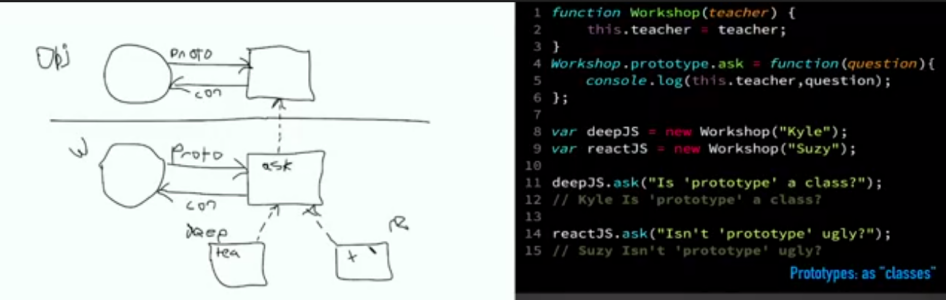 Obj
Proto
con
W
Proto
ask
con
deep
tea
R
t
1 function Workshop(teacher) {
2 this.teacher = teacher;
3 }
4 Workshop.prototype.ask = function(question){
5 console.log(this.teacher,question);
6 };
7
8 var deepJS = new Workshop("Kyle");
9 var reactJS = new Workshop("Suzy");
10
11 deepJS.ask("Is 'prototype' a class?");
12 // Kyle Is 'prototype' a class?
13
14 reactJS.ask("Isn't 'prototype' ugly?");
15 // Suzy Isn't 'prototype' ugly?
Prototypes: as "classes"